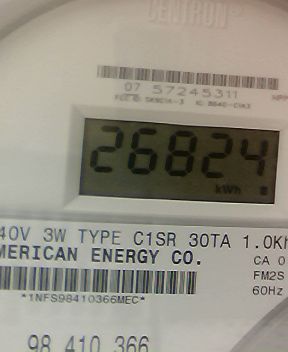 CENTRON
07 57245311
26824
kWh
40V 3W TYPE C1SR 30TA 1.0Kh
MERICAN ENERGY CO.
CA 0
FM2S
60Hz
*1NFS98410366MEC*
98 410 366